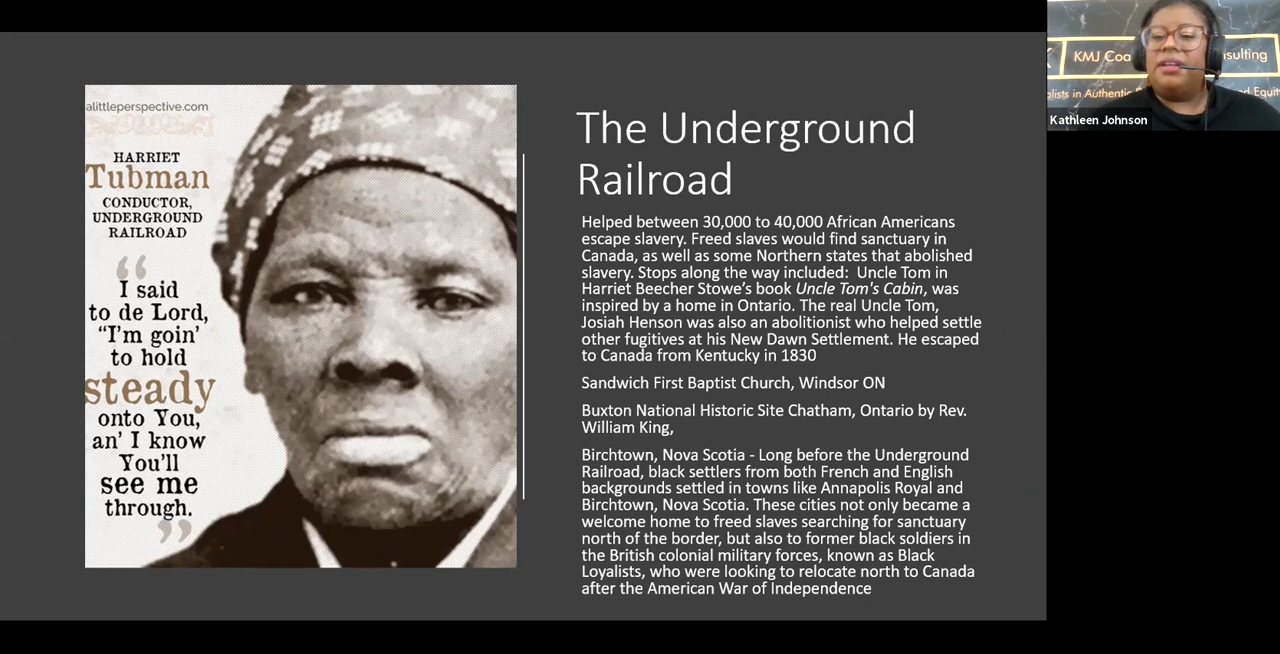 alittleperspective.com
HARRIET
Tubman
CONDUCTOR,
UNDERGROUND
RAILROAD
“I said
to de Lord,
“I’m goin’
to hold
steady
onto You,
an’ I know
You’ll
see me
through.
”
The Underground
Railroad
Helped between 30,000 to 40,000 African Americans
escape slavery. Freed slaves would find sanctuary in
Canada, as well as some Northern states that abolished
slavery. Stops along the way included:  Uncle Tom in
Harriet Beecher Stowe’s book Uncle Tom's Cabin, was
inspired by a home in Ontario. The real Uncle Tom,
Josiah Henson was also an abolitionist who helped settle
other fugitives at his New Dawn Settlement. He escaped
to Canada from Kentucky in 1830
Sandwich First Baptist Church, Windsor ON
Buxton National Historic Site Chatham, Ontario by Rev.
William King,
Birchtown, Nova Scotia - Long before the Underground
Railroad, black settlers from both French and English
backgrounds settled in towns like Annapolis Royal and
Birchtown, Nova Scotia. These cities not only became a
welcome home to freed slaves searching for sanctuary
north of the border, but also to former black soldiers in
the British colonial military forces, known as Black
Loyalists, who were looking to relocate north to Canada
after the American War of Independence
KMJ
in Authentic
Kathleen Johnson